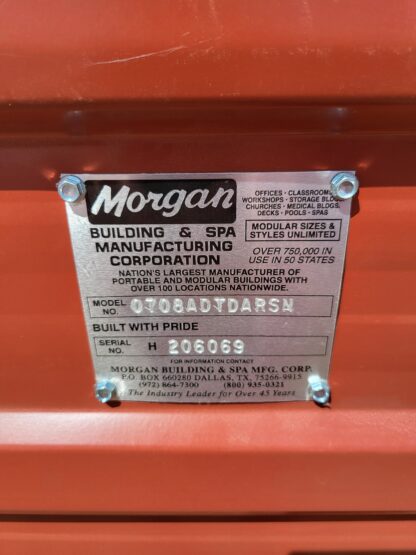 Morgan
OFFICES · CLASSROOMS
WORKSHOPS · STORAGE BLDGS
CHURCHES · MEDICAL BLDGS.
DECKS · POOLS · SPAS
MODULAR SIZES &
STYLES UNLIMITED
BUILDING & SPA
MANUFACTURING
CORPORATION
OVER 750,000 IN
USE IN 50 STATES
NATION'S LARGEST MANUFACTURER OF
PORTABLE AND MODULAR BUILDINGS WITH
OVER 100 LOCATIONS NATIONWIDE.
MODEL NO. 0708ADTDARSN
BUILT WITH PRIDE
SERIAL NO. H 206069
FOR INFORMATION CONTACT
MORGAN BUILDING & SPA MFG. CORP.
P.O. BOX 660280 DALLAS, TX. 75266-9915
(972) 864-7300 (800) 935-0321
The Industry Leader for Over 45 Years